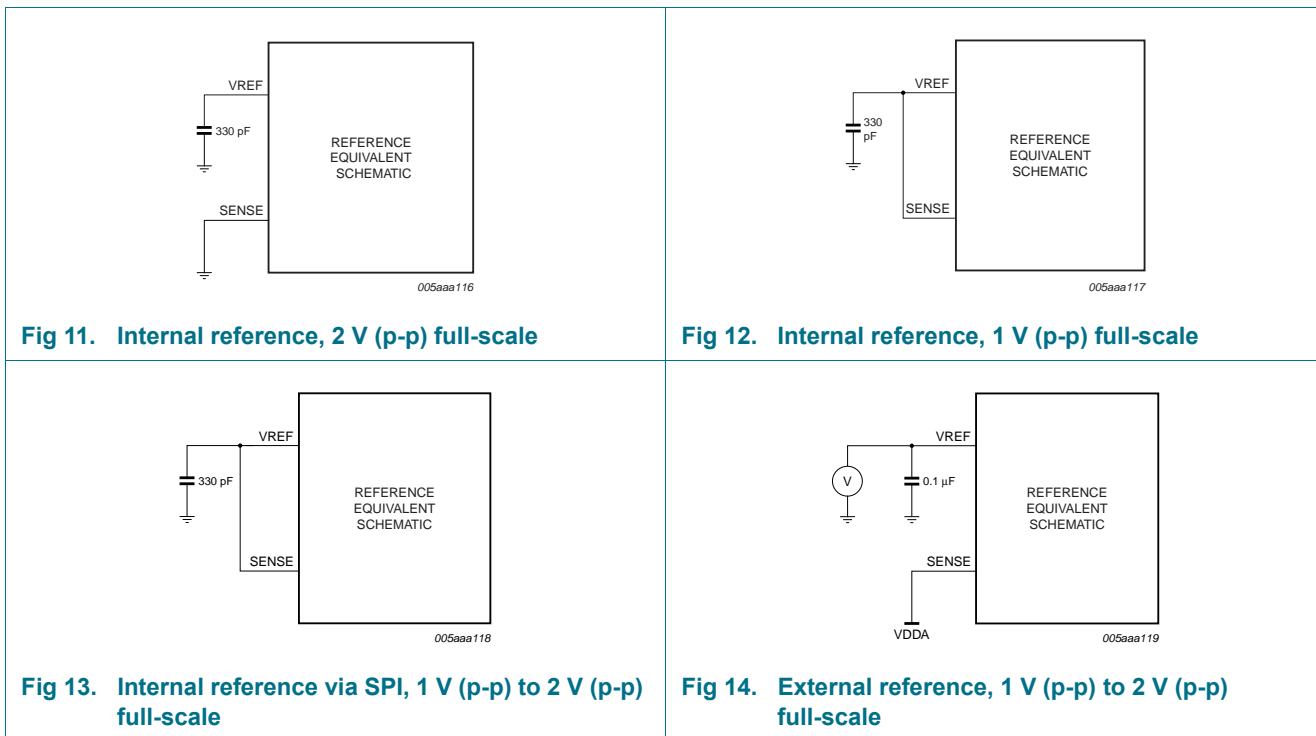 VREF
330 pF
REFERENCE
EQUIVALENT
SCHEMATIC
SENSE
005aaa116
Fig 11. Internal reference, 2 V (p-p) full-scale
VREF
330
pF
REFERENCE
EQUIVALENT
SCHEMATIC
SENSE
005aaa117
Fig 12. Internal reference, 1 V (p-p) full-scale
VREF
330 pF
REFERENCE
EQUIVALENT
SCHEMATIC
SENSE
005aaa118
Fig 13. Internal reference via SPI, 1 V (p-p) to 2 V (p-p)
full-scale
VREF
V
0.1 μF
REFERENCE
EQUIVALENT
SCHEMATIC
SENSE
VDDA
005aaa119
Fig 14. External reference, 1 V (p-p) to 2 V (p-p)
full-scale